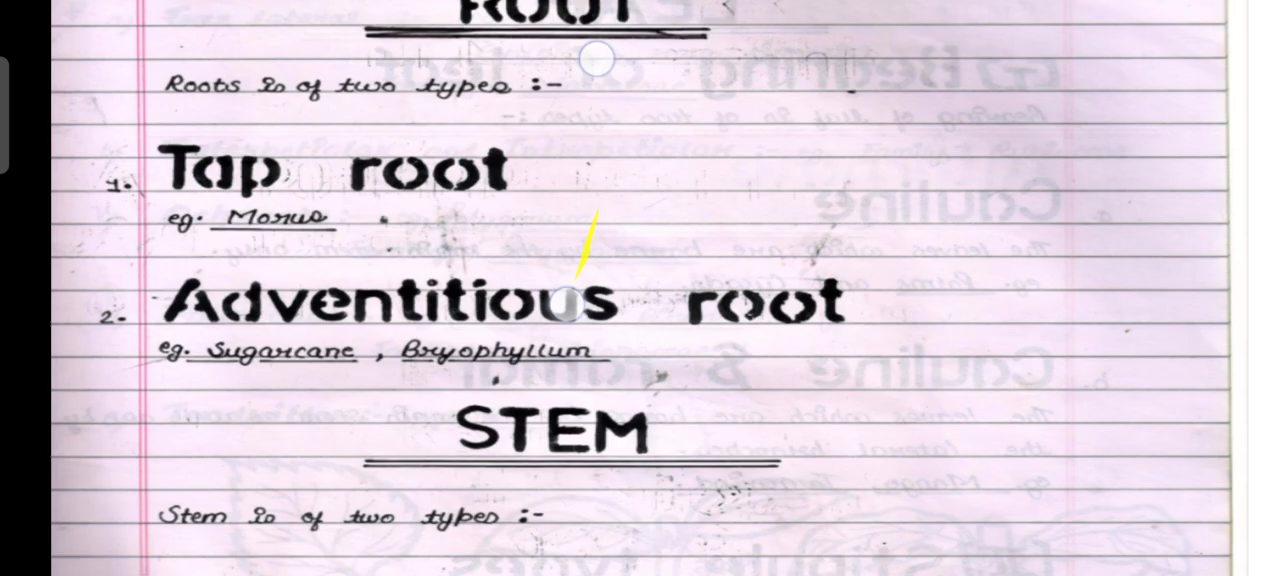 ROOT
Roots is of two types :-
1. Tap root
eg. Morus
2. Adventitious root
eg. Sugarcane , Bryophyllum
STEM
Stem is of two types :-